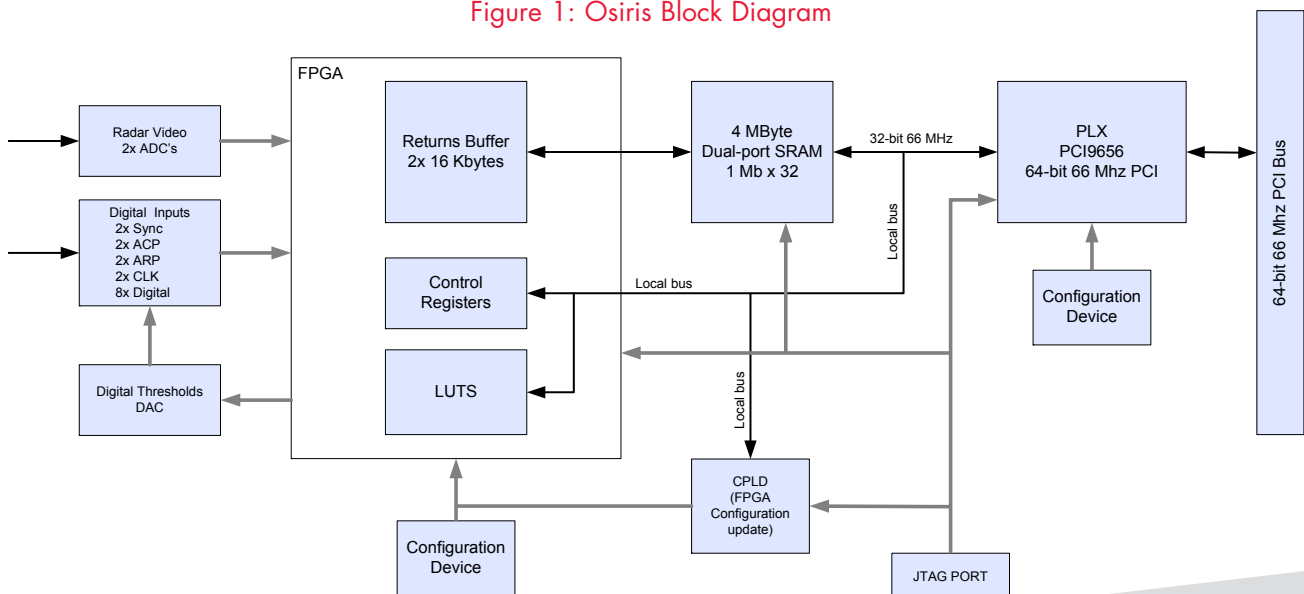 Figure 1: Osiris Block Diagram
FPGA
Radar Video
2x ADC's
Returns Buffer
2x 16 Kbytes
4 MByte
Dual-port SRAM
1 Mb x 32
32-bit 66 MHz
PLX
PCI9656
64-bit 66 Mhz PCI
64-bit 66 Mhz PCI Bus
Digital Inputs
2x Sync
2x ACP
2x ARP
2x CLK
8x Digital
Local bus
Control
Registers
Local bus
Configuration
Device
Digital Thresholds
DAC
LUTS
Local bus
CPLD
(FPGA
Configuration
update)
Configuration
Device
JTAG PORT